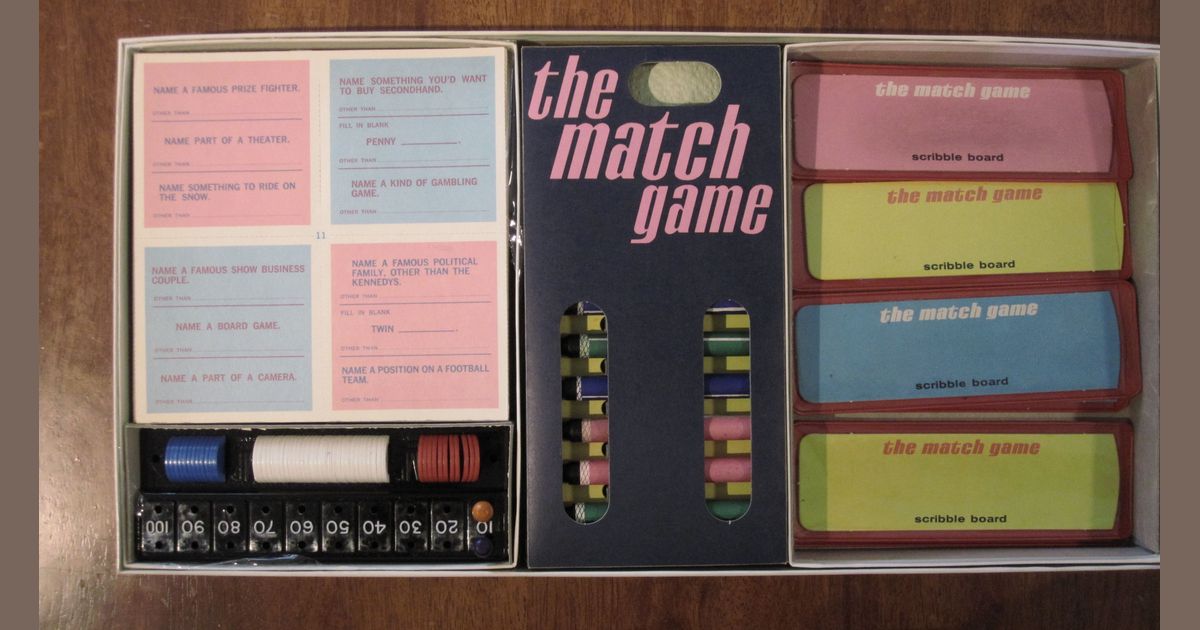 NAME A FAMOUS PRIZE FIGHTER.
OTHER THAN
NAME PART OF A THEATER.
OTHER THAN
NAME SOMETHING TO RIDE ON
THE SNOW.
OTHER THAN
NAME SOMETHING YOU'D WANT
TO BUY SECONDHAND.
OTHER THAN
FILL IN BLANK
PENNY ________.
OTHER THAN
NAME A KIND OF GAMBLING
GAME.
OTHER THAN
11
NAME A FAMOUS SHOW BUSINESS
COUPLE.
OTHER THAN
NAME A BOARD GAME.
OTHER THAN
NAME A PART OF A CAMERA.
OTHER THAN
NAME A FAMOUS POLITICAL
FAMILY, OTHER THAN THE
KENNEDYS.
OTHER THAN
FILL IN BLANK
TWIN ________.
OTHER THAN
NAME A POSITION ON A FOOTBALL
TEAM.
OTHER THAN
100 90 80 70 60 50 40 30 20 10
the
match
game
the match game
scribble board
the match game
scribble board
the match game
scribble board
the match game
scribble board